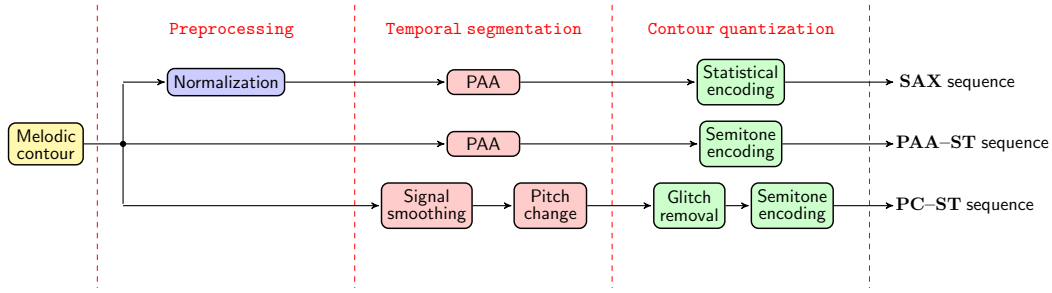 Preprocessing
Temporal segmentation
Contour quantization
Normalization
PAA
Statistical
encoding
SAX sequence
Melodic
contour
PAA
Semitone
encoding
PAA–ST sequence
Signal
smoothing
Pitch
change
Glitch
removal
Semitone
encoding
PC–ST sequence